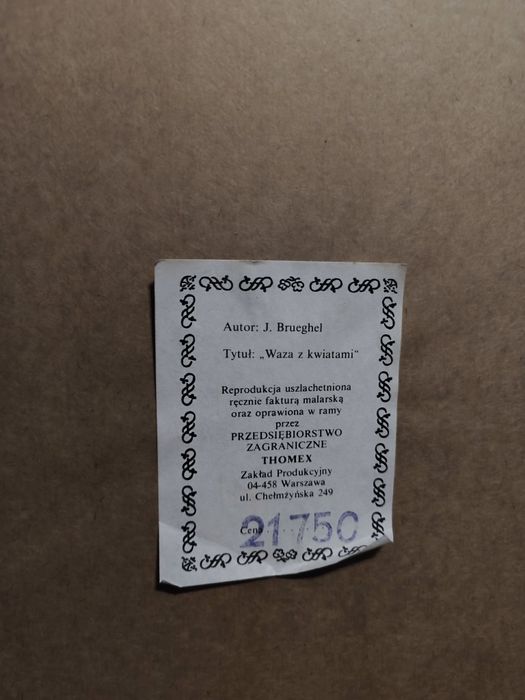 Autor: J. Brueghel
Tytuł: „Waza z kwiatami“
Reprodukcja uszlachetniona
ręcznie fakturą malarską
oraz oprawiona w ramy
przez
PRZEDSIĘBIORSTWO
ZAGRANICZNE
THOMEX
Zakład Produkcyjny
04-458 Warszawa
ul. Chełmżyńska 249
Cena 21750